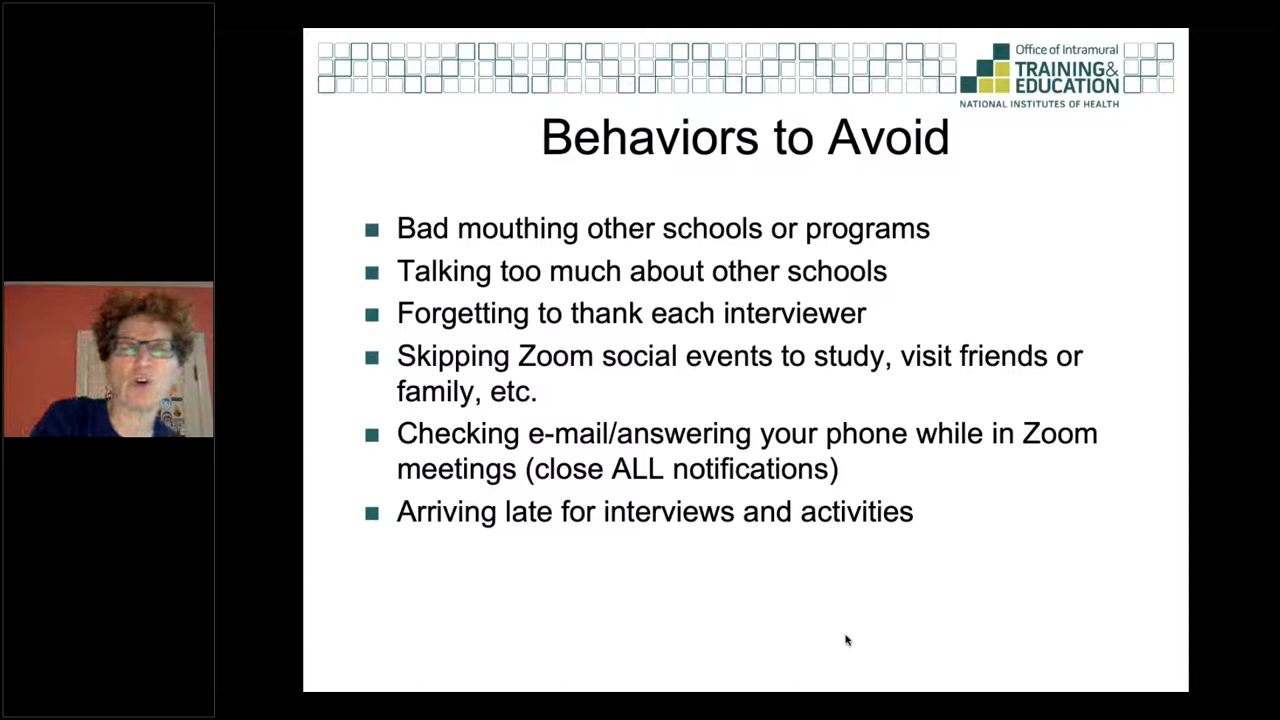 Office of Intramural
TRAINING&
EDUCATION
NATIONAL INSTITUTES OF HEALTH
Behaviors to Avoid
Bad mouthing other schools or programs
Talking too much about other schools
Forgetting to thank each interviewer
Skipping Zoom social events to study, visit friends or
family, etc.
Checking e-mail/answering your phone while in Zoom
meetings (close ALL notifications)
Arriving late for interviews and activities